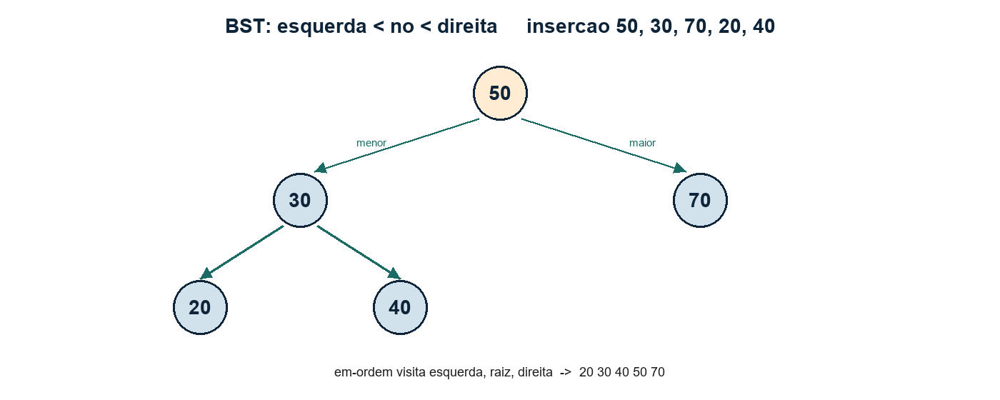 BST: esquerda < no < direita     insercao 50, 30, 70, 20, 40
50
menor
maior
30
70
20
40
em-ordem visita esquerda, raiz, direita  ->  20 30 40 50 70